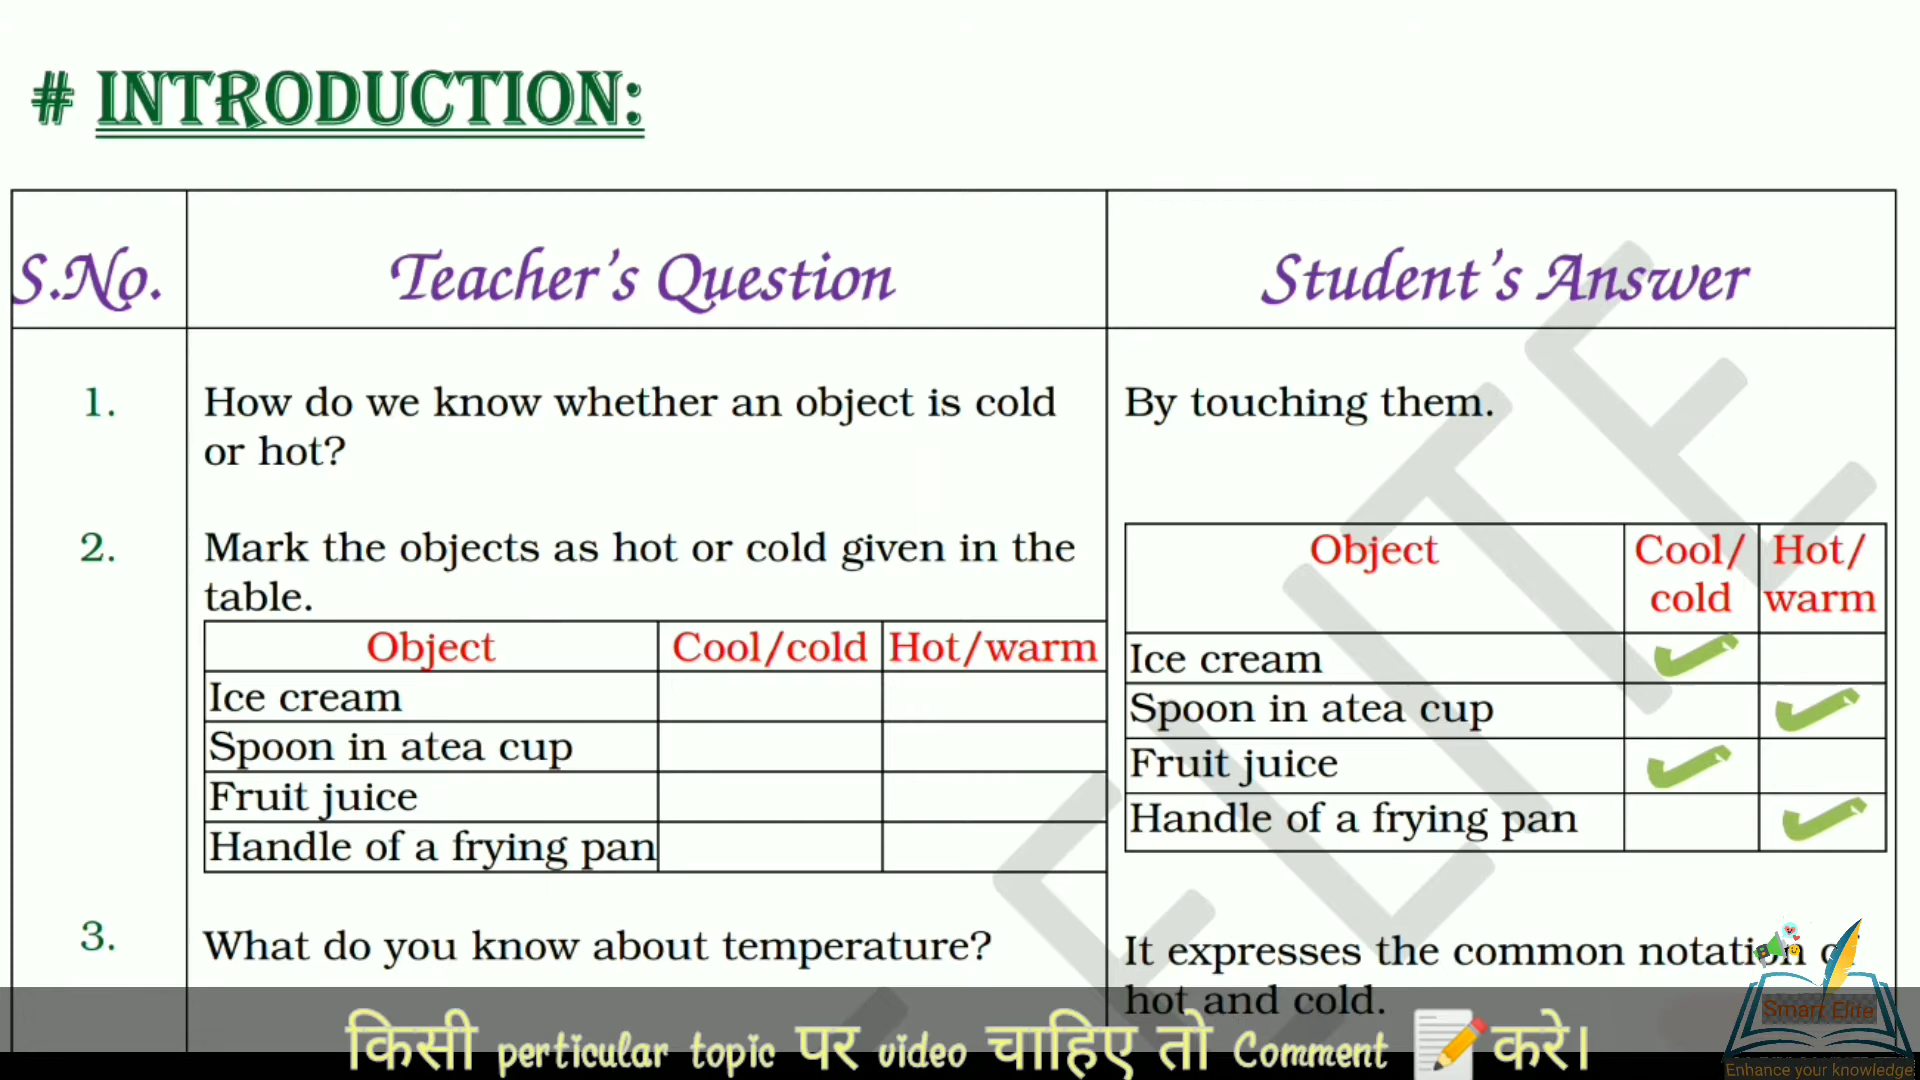 # INTRODUCTION:
S.No. Teacher's Question Student's Answer
1. How do we know whether an object is cold By touching them.
or hot?
2. Mark the objects as hot or cold given in the
table.
Object Cool/cold Hot/warm
Ice cream
Spoon in atea cup
Fruit juice
Handle of a frying pan
Object Cool/ Hot/
cold warm
Ice cream
Spoon in atea cup
Fruit juice
Handle of a frying pan
3. What do you know about temperature?
It expresses the common notation
hot and cold.
ELITE
किसी perticular topic पर video चाहिए तो Comment करे।
Smart Elite
Enhance your knowledge